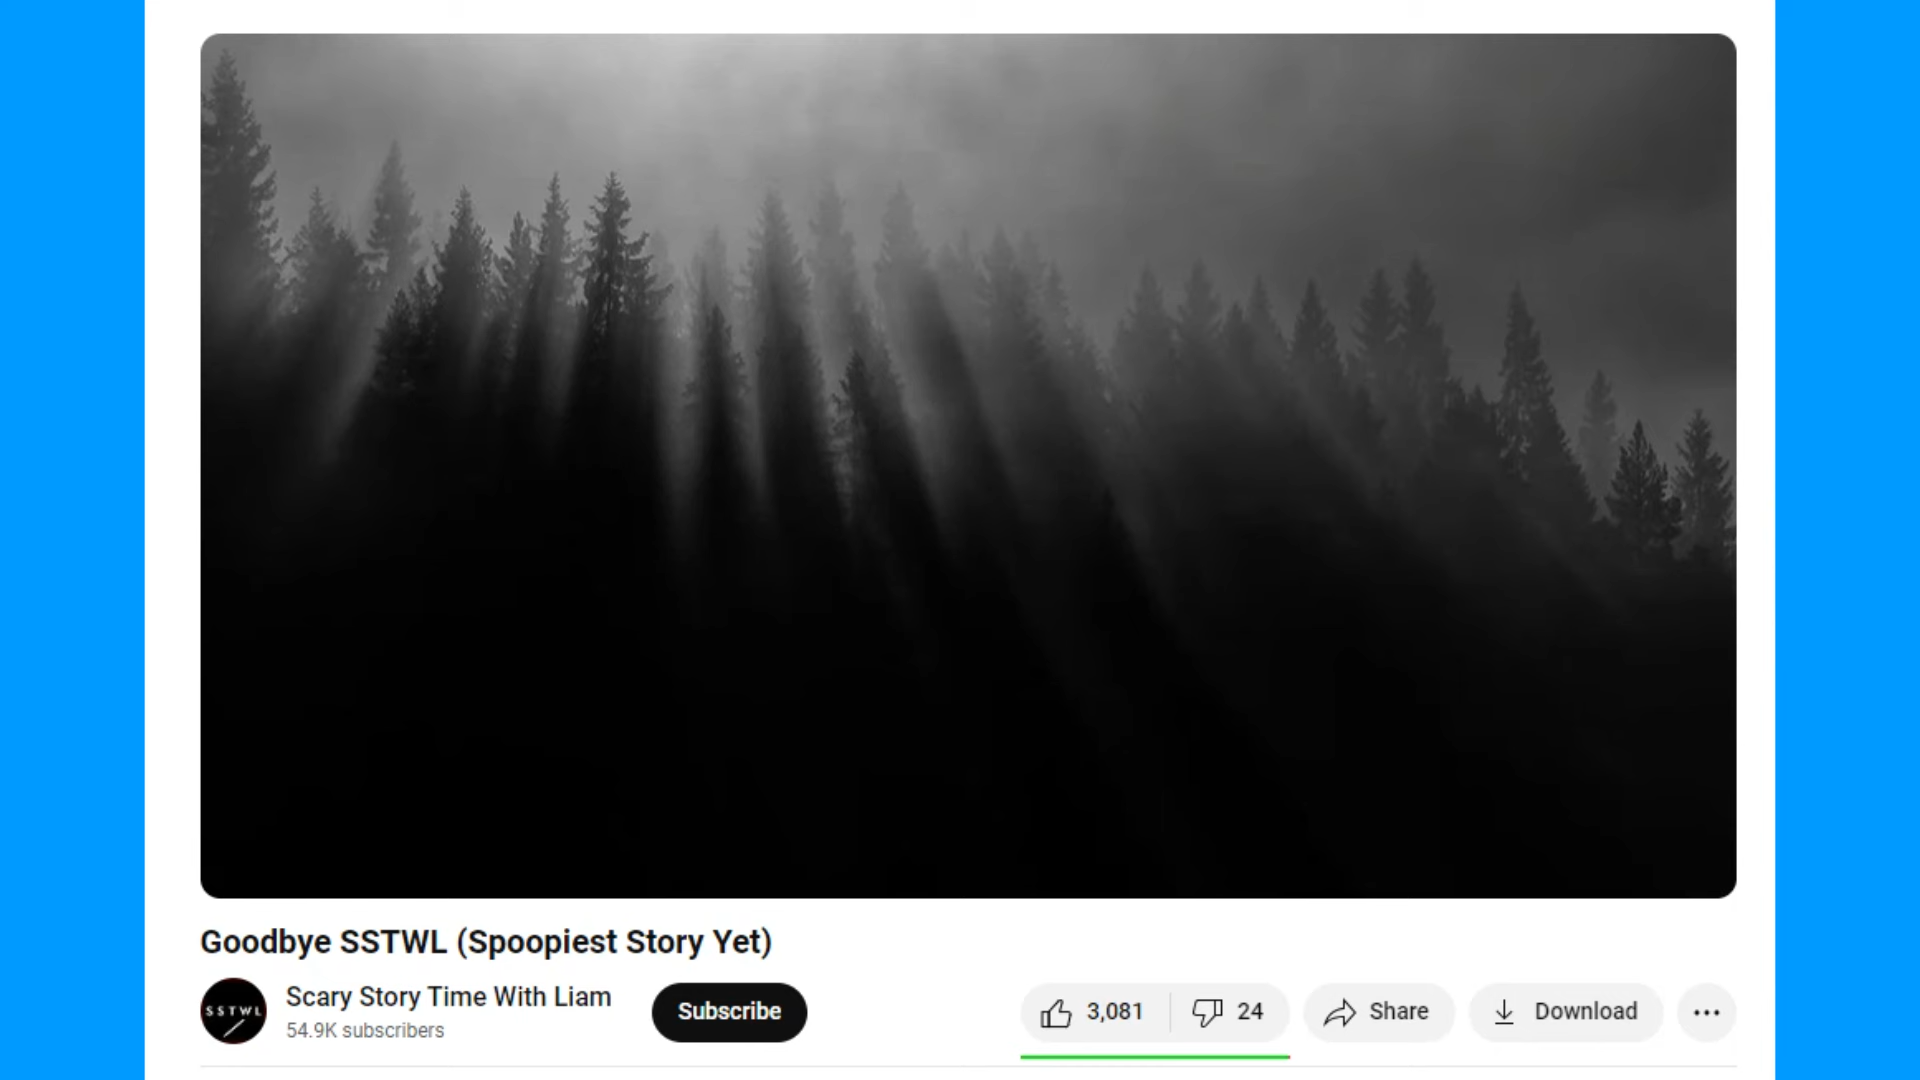 Goodbye SSTWL (Spoopiest Story Yet)
SSTWL
Scary Story Time With Liam
54.9K subscribers
Subscribe
3,081
24
Share
Download